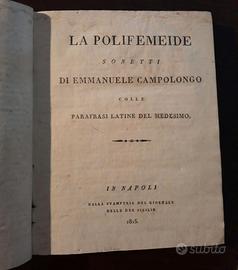 LA POLIFEMEIDE
SONETTI
DI EMMANUELE CAMPOLONGO
COLLE
PARAFRASI LATINE DEL MEDESIMO.
IN NAPOLI
DALLA STAMPERIA DEL GIORNALE
DELLE DUE SICILIE
1815.
subito